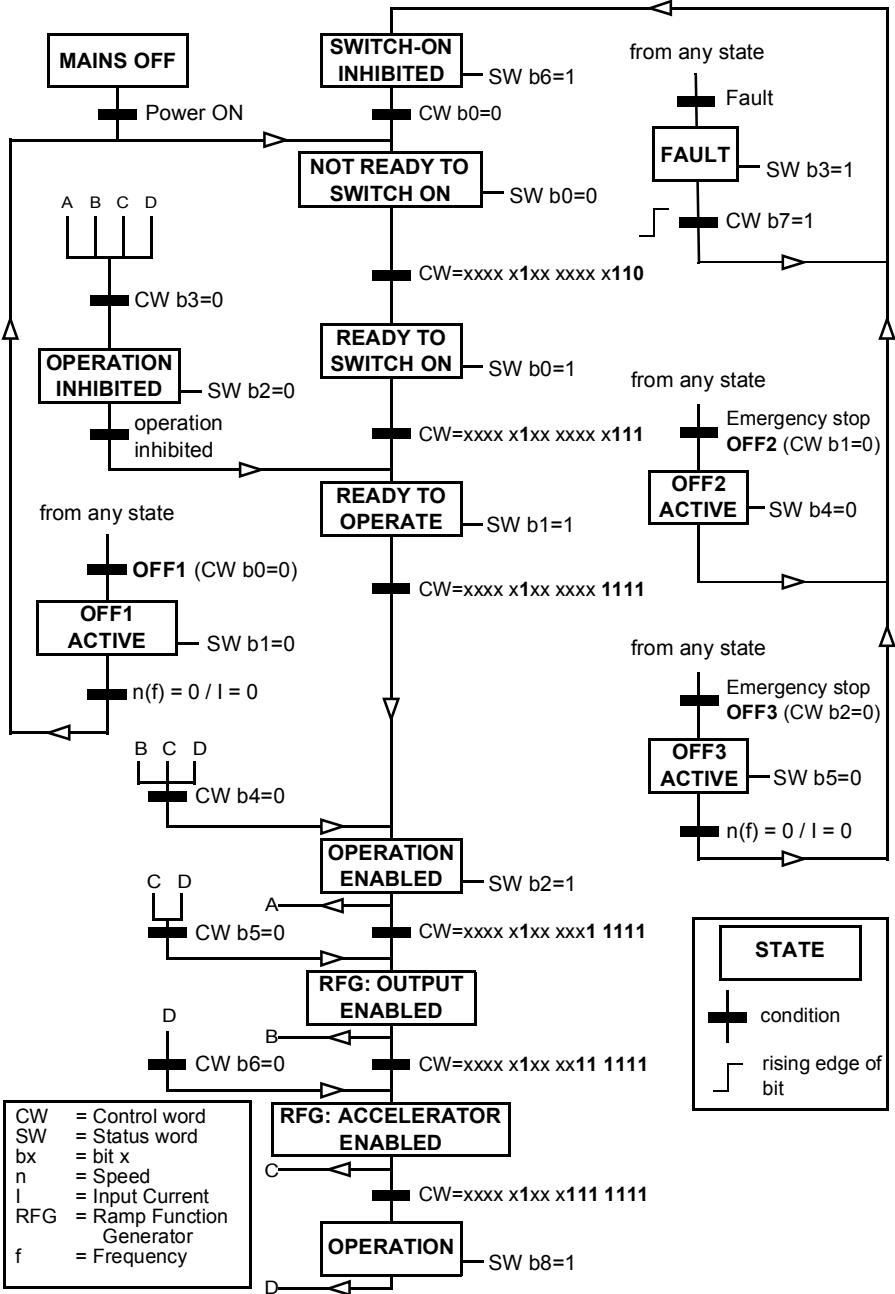 MAINS OFF
Power ON
SWITCH-ON
INHIBITED
SW b6=1
CW b0=0
NOT READY TO
SWITCH ON
SW b0=0
CW=xxxx x1xx xxxx x110
READY TO
SWITCH ON
SW b0=1
CW=xxxx x1xx xxxx x111
READY TO
OPERATE
SW b1=1
CW=xxxx x1xx xxxx 1111
A B C D
CW b3=0
OPERATION
INHIBITED
SW b2=0
operation
inhibited
from any state
OFF1 (CW b0=0)
OFF1
ACTIVE
SW b1=0
n(f) = 0 / I = 0
B C D
CW b4=0
OPERATION
ENABLED
SW b2=1
A
C D
CW b5=0
CW=xxxx x1xx xxx1 1111
RFG: OUTPUT
ENABLED
B
D
CW b6=0
CW=xxxx x1xx xx11 1111
RFG: ACCELERATOR
ENABLED
C
CW=xxxx x1xx x111 1111
OPERATION
SW b8=1
D
from any state
Fault
FAULT
SW b3=1
CW b7=1
from any state
Emergency stop
OFF2 (CW b1=0)
OFF2
ACTIVE
SW b4=0
from any state
Emergency stop
OFF3 (CW b2=0)
OFF3
ACTIVE
SW b5=0
n(f) = 0 / I = 0
STATE
condition
rising edge of
bit
CW = Control word
SW = Status word
bx = bit x
n = Speed
I = Input Current
RFG = Ramp Function
Generator
f = Frequency